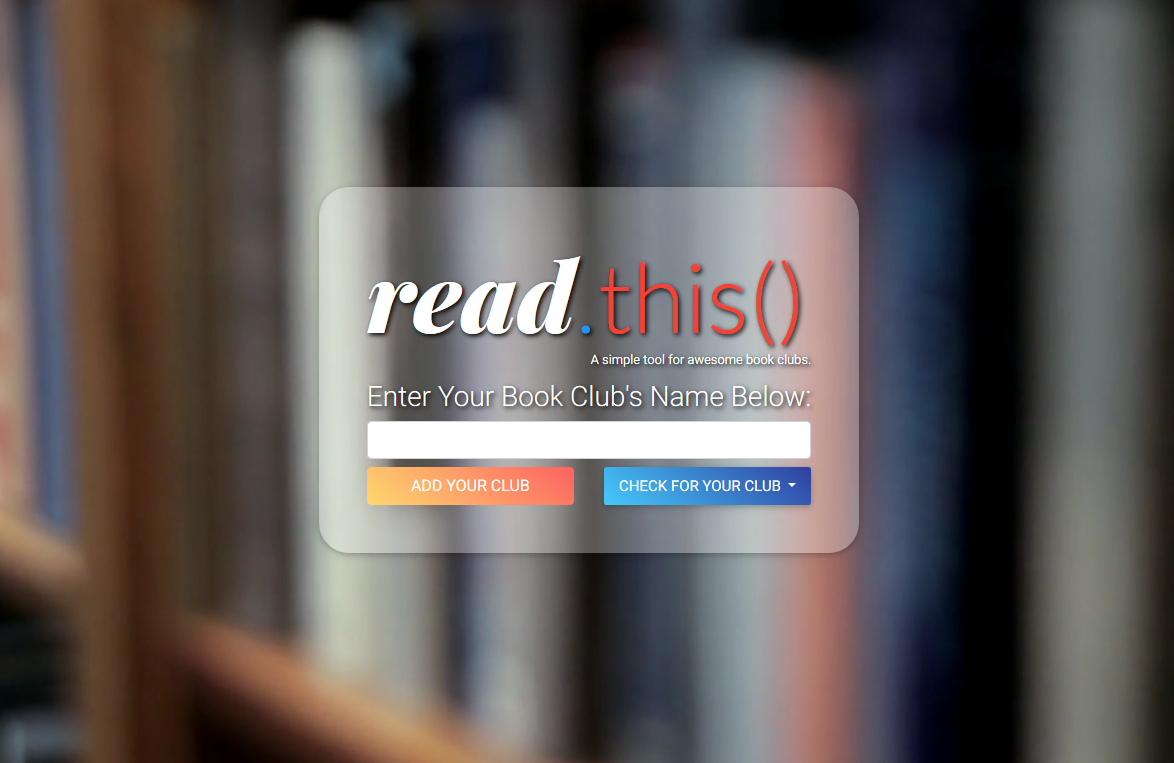 read.this()
A simple tool for awesome book clubs.
Enter Your Book Club's Name Below:
ADD YOUR CLUB
CHECK FOR YOUR CLUB